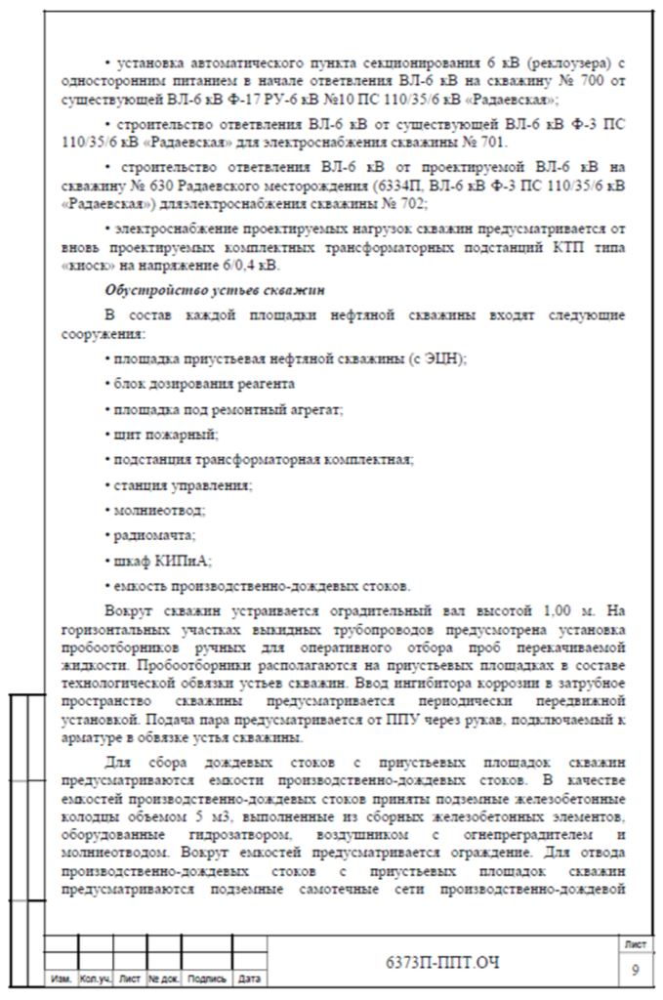 • установка автоматического пункта секционирования 6 кВ (реклоузера) с
односторонним питанием в начале ответвления ВЛ-6 кВ на скважину № 700 от
существующей ВЛ-6 кВ Ф-17 РУ-6 кВ №10 ПС 110/35/6 кВ «Радаевская»;
• строительство ответвления ВЛ-6 кВ от существующей ВЛ-6 кВ Ф-3 ПС
110/35/6 кВ «Радаевская» для электроснабжения скважины № 701.
• строительство ответвления ВЛ-6 кВ от проектируемой ВЛ-6 кВ на
скважину № 630 Радаевского месторождения (6334П, ВЛ-6 кВ Ф-3 ПС 110/35/6 кВ
«Радаевская») дляэлектроснабжения скважины № 702;
• электроснабжение проектируемых нагрузок скважин предусматривается от
вновь проектируемых комплектных трансформаторных подстанций КТП типа
«киоск» на напряжение 6/0,4 кВ.
Обустройство устьев скважин
В состав каждой площадки нефтяной скважины входят следующие
сооружения:
• площадка приустьевая нефтяной скважины (с ЭЦН);
• блок дозирования реагента
• площадка под ремонтный агрегат;
• щит пожарный;
• подстанция трансформаторная комплектная;
• станция управления;
• молниеотвод;
• радиомачта;
• шкаф КИПиА;
• емкость производственно-дождевых стоков.
Вокруг скважин устраивается оградительный вал высотой 1,00 м. На
горизонтальных участках выкидных трубопроводов предусмотрена установка
пробоотборников ручных для оперативного отбора проб перекачиваемой
жидкости. Пробоотборники располагаются на приустьевых площадках в составе
технологической обвязки устьев скважин. Ввод ингибитора коррозии в затрубное
пространство скважины предусматривается периодически передвижной
установкой. Подача пара предусматривается от ППУ через рукав, подключаемый к
арматуре в обвязке устья скважины.
Для сбора дождевых стоков с приустьевых площадок скважин
предусматриваются емкости производственно-дождевых стоков. В качестве
емкостей производственно-дождевых стоков приняты подземные железобетонные
колодцы объемом 5 м3, выполненные из сборных железобетонных элементов,
оборудованные гидрозатвором, воздушником с огнепреградителем и
молниеотводом. Вокруг емкостей предусматривается ограждение. Для отвода
производственно-дождевых стоков с приустьевых площадок скважин
предусматриваются подземные самотечные сети производственно-дождевой
6373П-ППТ.ОЧ
Лист
9
Изм. Кол.уч. Лист № док. Подпись Дата